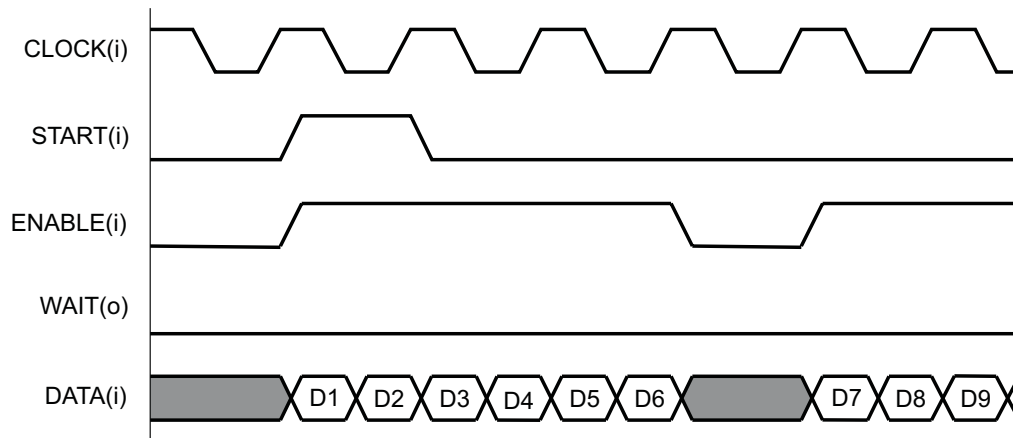 CLOCK(i)
START(i)
ENABLE(i)
WAIT(o)
DATA(i) D1 D2 D3 D4 D5 D6 D7 D8 D9